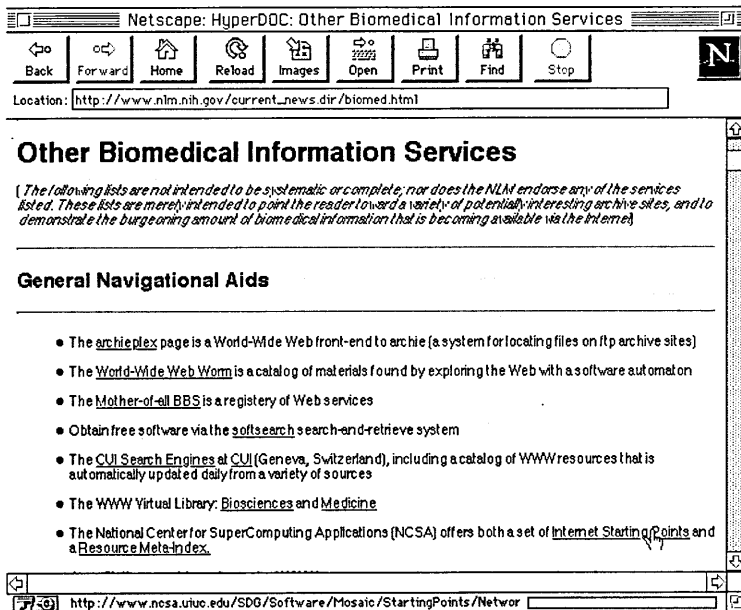 Netscape: HyperDOC: Other Biomedical Information Services
Back Forward Home Reload Images Open Print Find Stop N
Location: http://www.nlm.nih.gov/current_news.dir/biomed.html
Other Biomedical Information Services
[ The following lists are not intended to be systematic or complete; nor does the NLM endorse any of the services
listed. These lists are merely intended to point the reader toward a variety of potentially interesting archive sites, and to
demonstrate the burgeoning amount of biomedical information that is becoming available via the Internet]
General Navigational Aids
• The archieplex page is a World-Wide Web front-end to archie (a system for locating files on ftp archive sites)
• The World-Wide Web Worm is a catalog of materials found by exploring the Web with a software automaton
• The Mother-of-all BBS is a registery of Web services
• Obtain free software via the softsearch search-and-retrieve system
• The CUI Search Engines at CUI (Geneva, Switzerland), including a catalog of WWW resources that is
automatically updated daily from a variety of sources
• The WWW Virtual Library: Biosciences and Medicine
• The National Center for SuperComputing Applications (NCSA) offers both a set of Internet Starting Points and
a Resource Meta-Index.
http://www.ncsa.uiuc.edu/SDG/Software/Mosaic/StartingPoints/Networ